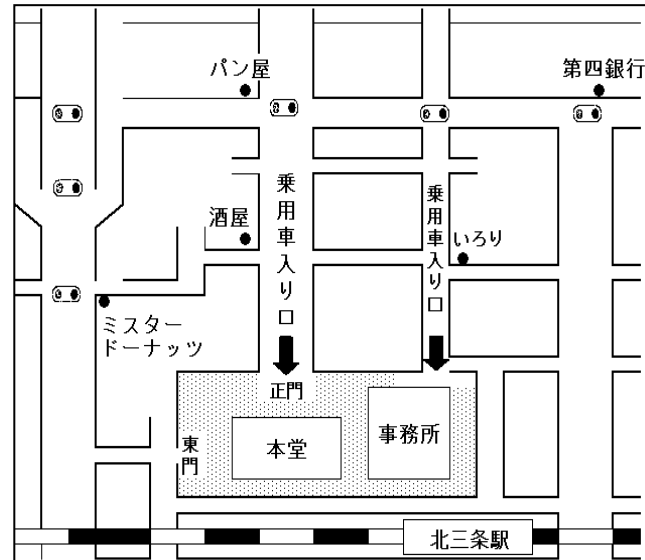 パン屋
第四銀行
乗用車入り口
乗用車入り口
酒屋
いろり
ミスター
ドーナッツ
正門
東門
本堂
事務所
北三条駅